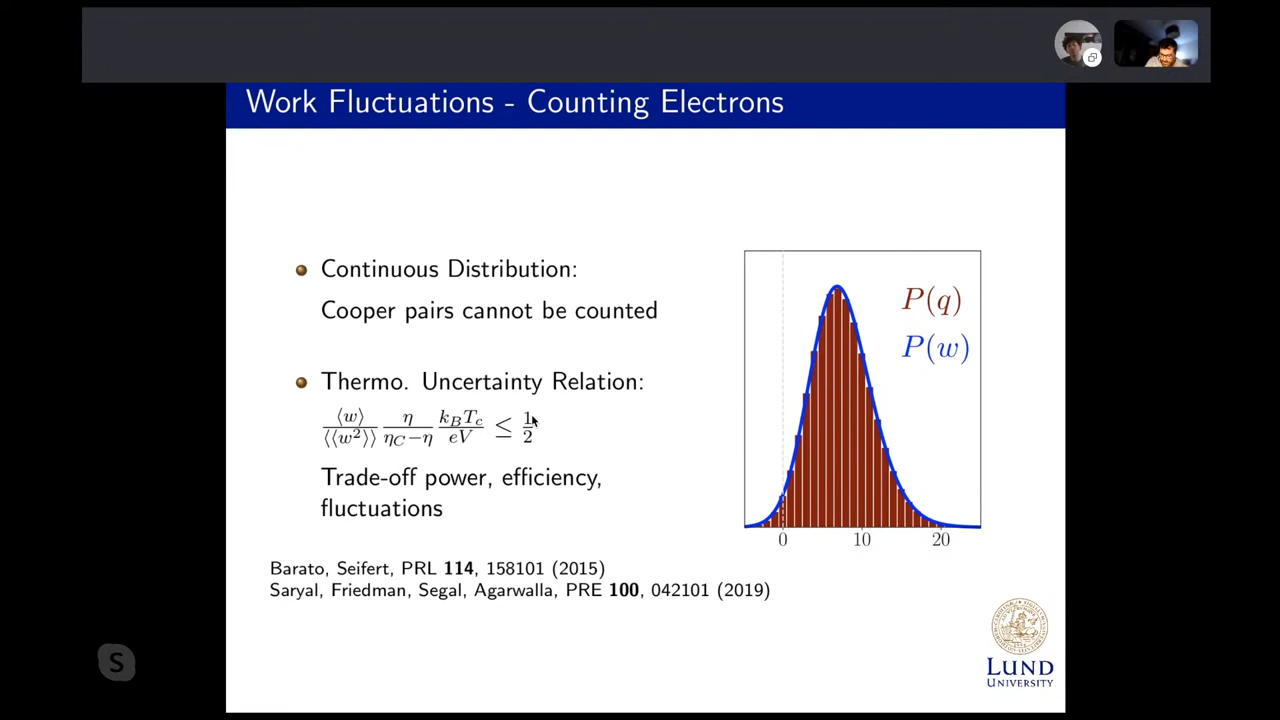 Work Fluctuations - Counting Electrons
Continuous Distribution:
Cooper pairs cannot be counted
Thermo. Uncertainty Relation:
⟨w⟩/⟨⟨w²⟩⟩ η/(η_C−η) k_BT_c/eV ≤ 1/2
Trade-off power, efficiency,
fluctuations
P(q)
P(w)
0 10 20
Barato, Seifert, PRL 114, 158101 (2015)
Saryal, Friedman, Segal, Agarwalla, PRE 100, 042101 (2019)
S
LUND
UNIVERSITY